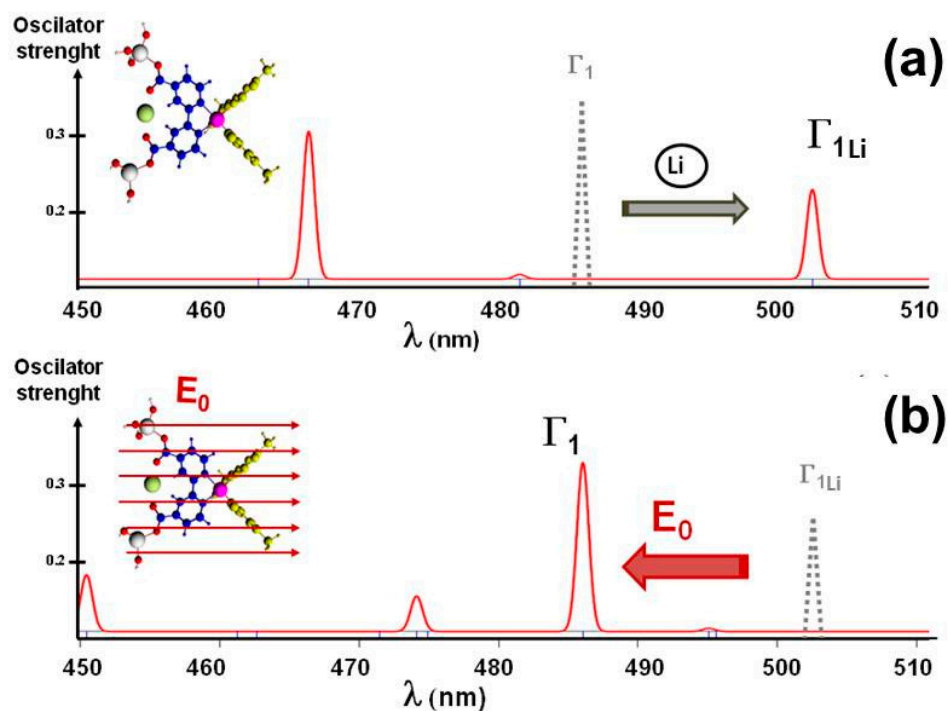 Oscilator
strenght
(a)
Γ1
Γ1Li
Li
0.3
0.2
450 460 470 480 490 500 510
λ (nm)
Oscilator
strenght
E0
(b)
Γ1
Γ1Li
E0
0.3
0.2
450 460 470 480 490 500 510
λ (nm)